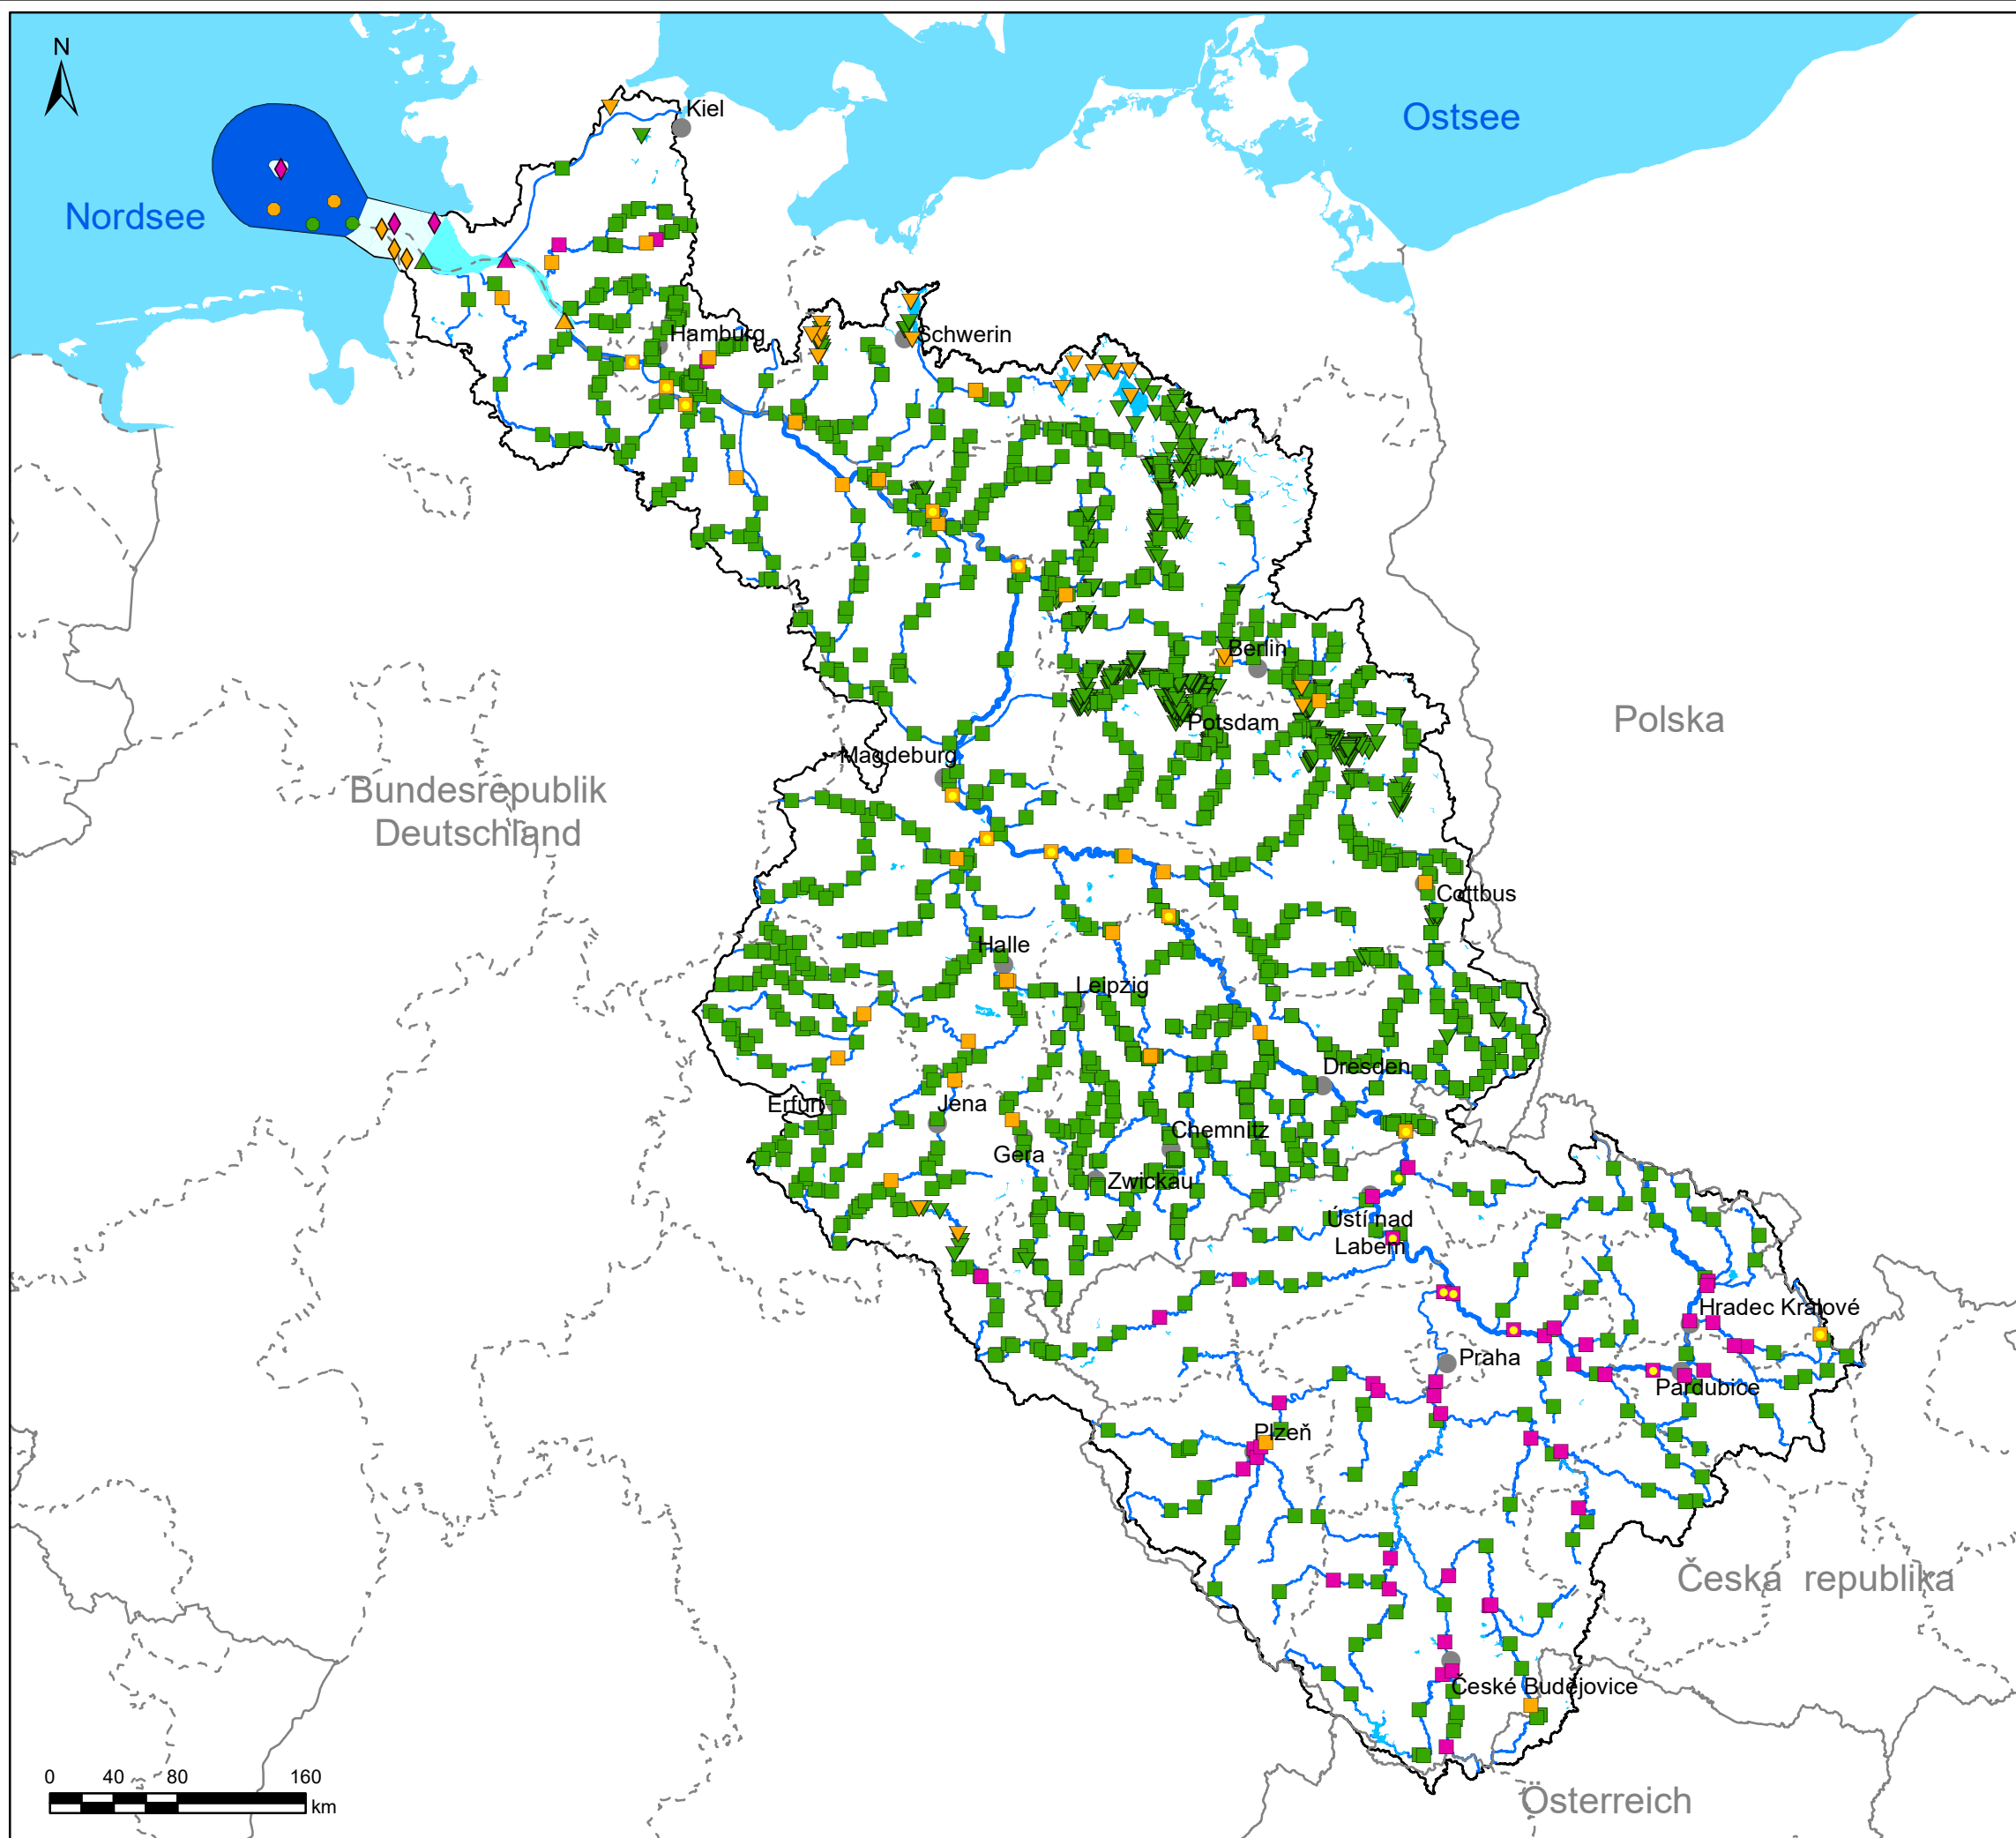 N
Kiel
Ostsee
Nordsee
Hamburg
Schwerin
Berlin
Polska
Potsdam
Magdeburg
Bundesrepublik
Deutschland
Cottbus
Halle
Leipzig
Dresden
Erfurt
Jena
Chemnitz
Gera
Zwickau
Ústí nad
Labem
Hradec Králové
Praha
Pardubice
Plzeň
Česká republika
České Budějovice
0 40 80 160
km
Österreich